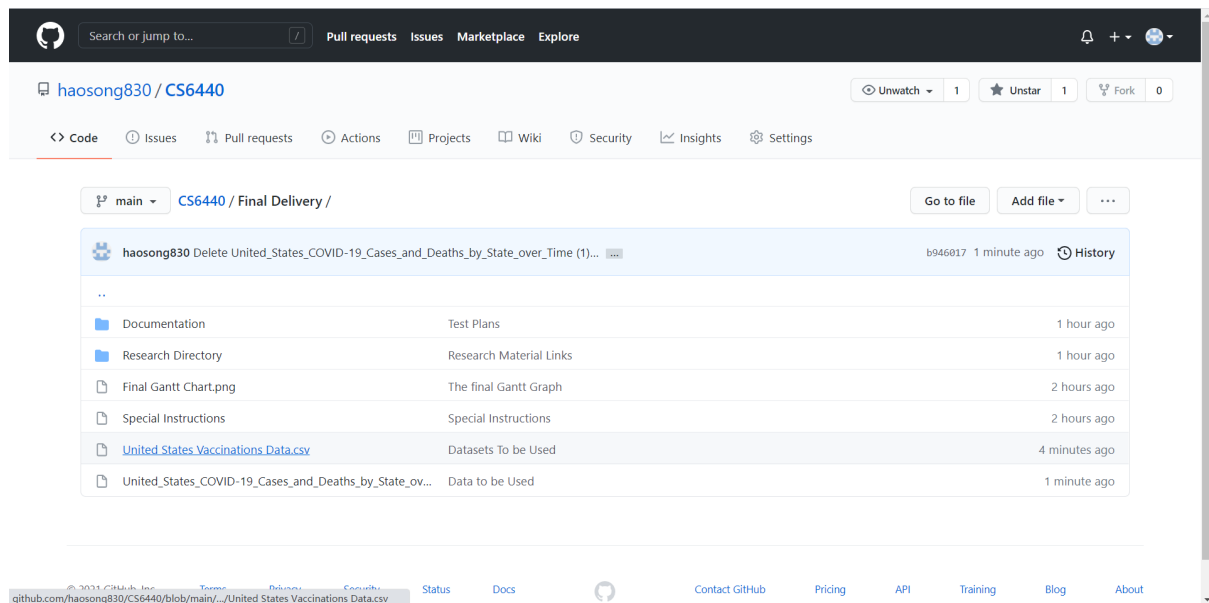 Search or jump to... / Pull requests Issues Marketplace Explore
haosong830 / CS6440 Unwatch 1 Unstar 1 Fork 0
Code Issues Pull requests Actions Projects Wiki Security Insights Settings
main CS6440 / Final Delivery / Go to file Add file ...
haosong830 Delete United_States_COVID-19_Cases_and_Deaths_by_State_over_Time (1)... ... b946017 1 minute ago History
..
Documentation Test Plans 1 hour ago
Research Directory Research Material Links 1 hour ago
Final Gantt Chart.png The final Gantt Graph 2 hours ago
Special Instructions Special Instructions 2 hours ago
United States Vaccinations Data.csv Datasets To be Used 4 minutes ago
United_States_COVID-19_Cases_and_Deaths_by_State_ov... Data to be Used 1 minute ago
© 2021 GitHub, Inc. Terms Privacy Security Status Docs Contact GitHub Pricing API Training Blog About
github.com/haosong830/CS6440/blob/main/.../United States Vaccinations Data.csv